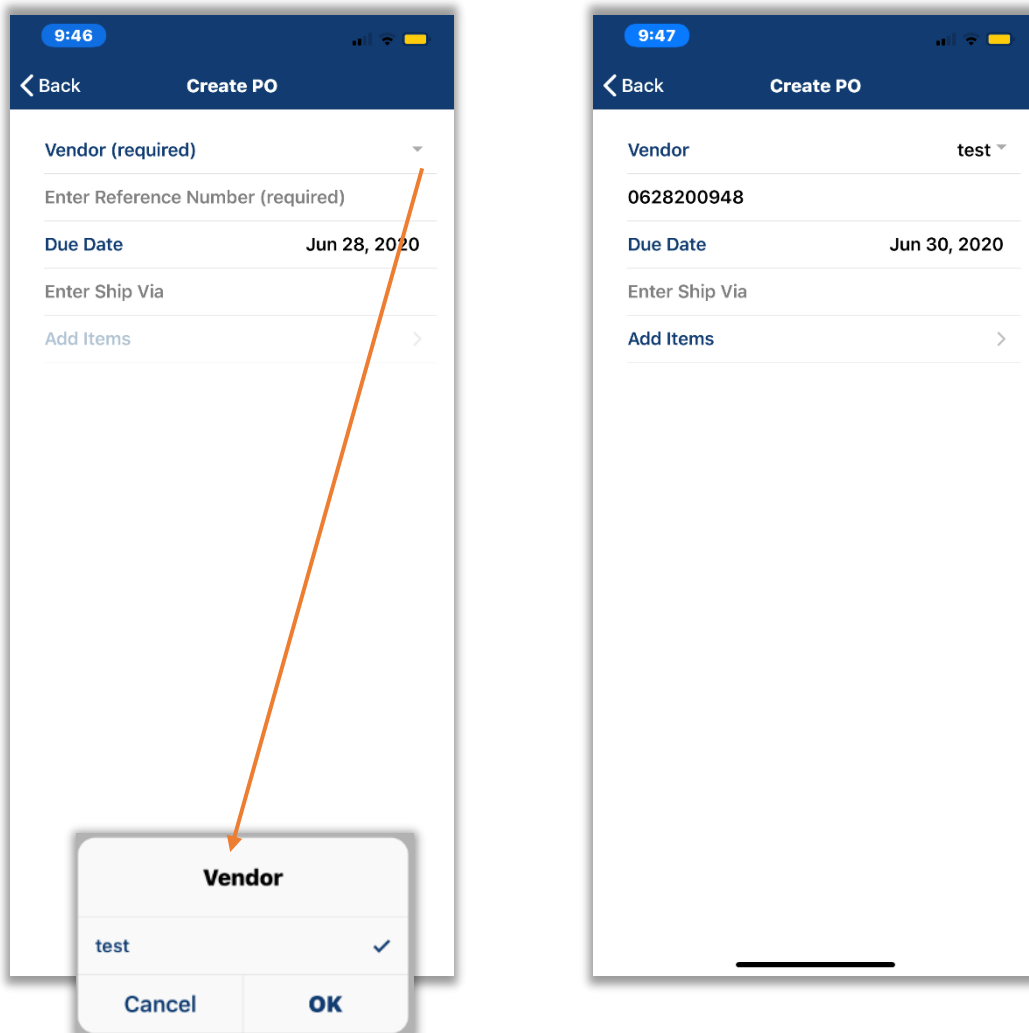 9:46
Back Create PO
Vendor (required)
Enter Reference Number (required)
Due Date Jun 28, 2020
Enter Ship Via
Add Items
Vendor
test
Cancel OK
9:47
Back Create PO
Vendor test
0628200948
Due Date Jun 30, 2020
Enter Ship Via
Add Items